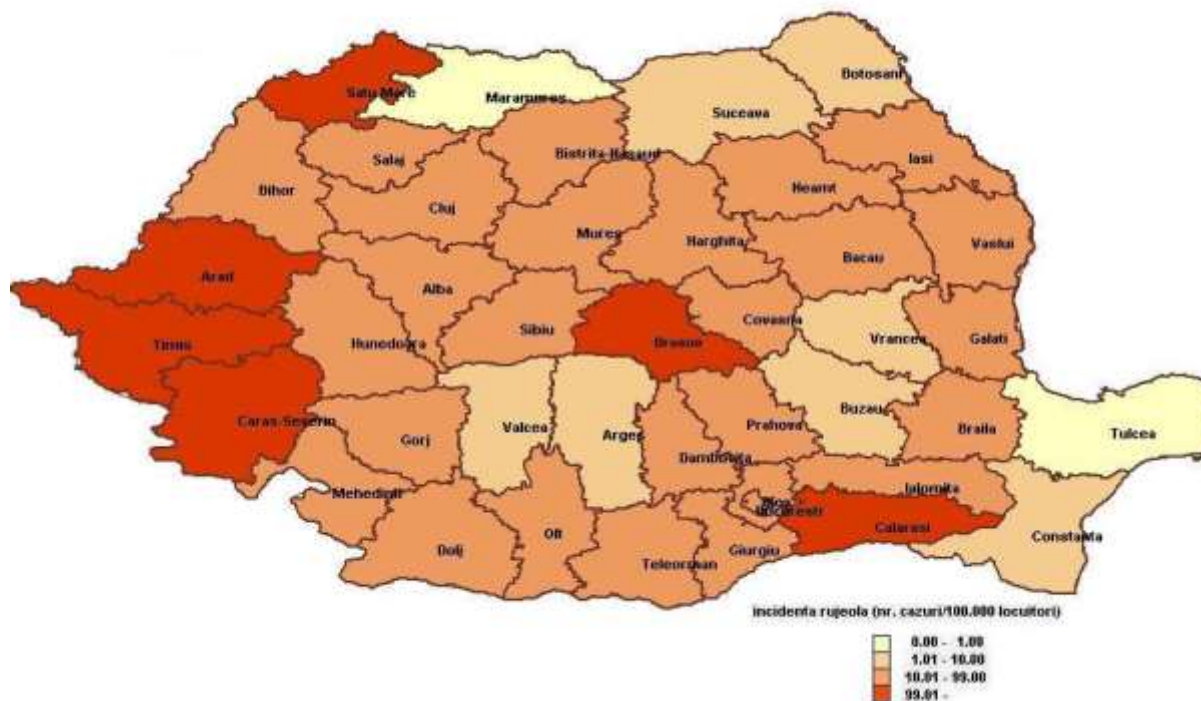 Botosani
Satu Mare
Maramures
Suceava
Bistrita-Nasaud
Iasi
Salaj
Neamt
Bihor
Cluj
Mureș
Harghita
Vaslui
Bacau
Arad
Alba
Covasna
Sibiu
Timis
Hunedoara
Brasov
Vrancea
Galati
Caras-Severin
Valcea
Argeș
Buzau
Gorj
Prahova
Braila
Tulcea
Dambovita
Mehedinti
Ialomita
Bucuresti
Calarasi
Olt
Constanta
Dolj
Teleorman
Giurgiu
incidenta rujeola (nr. cazuri/100.000 locuitori)
0.00 - 1.00
1.01 - 10.00
10.01 - 99.00
99.01 -